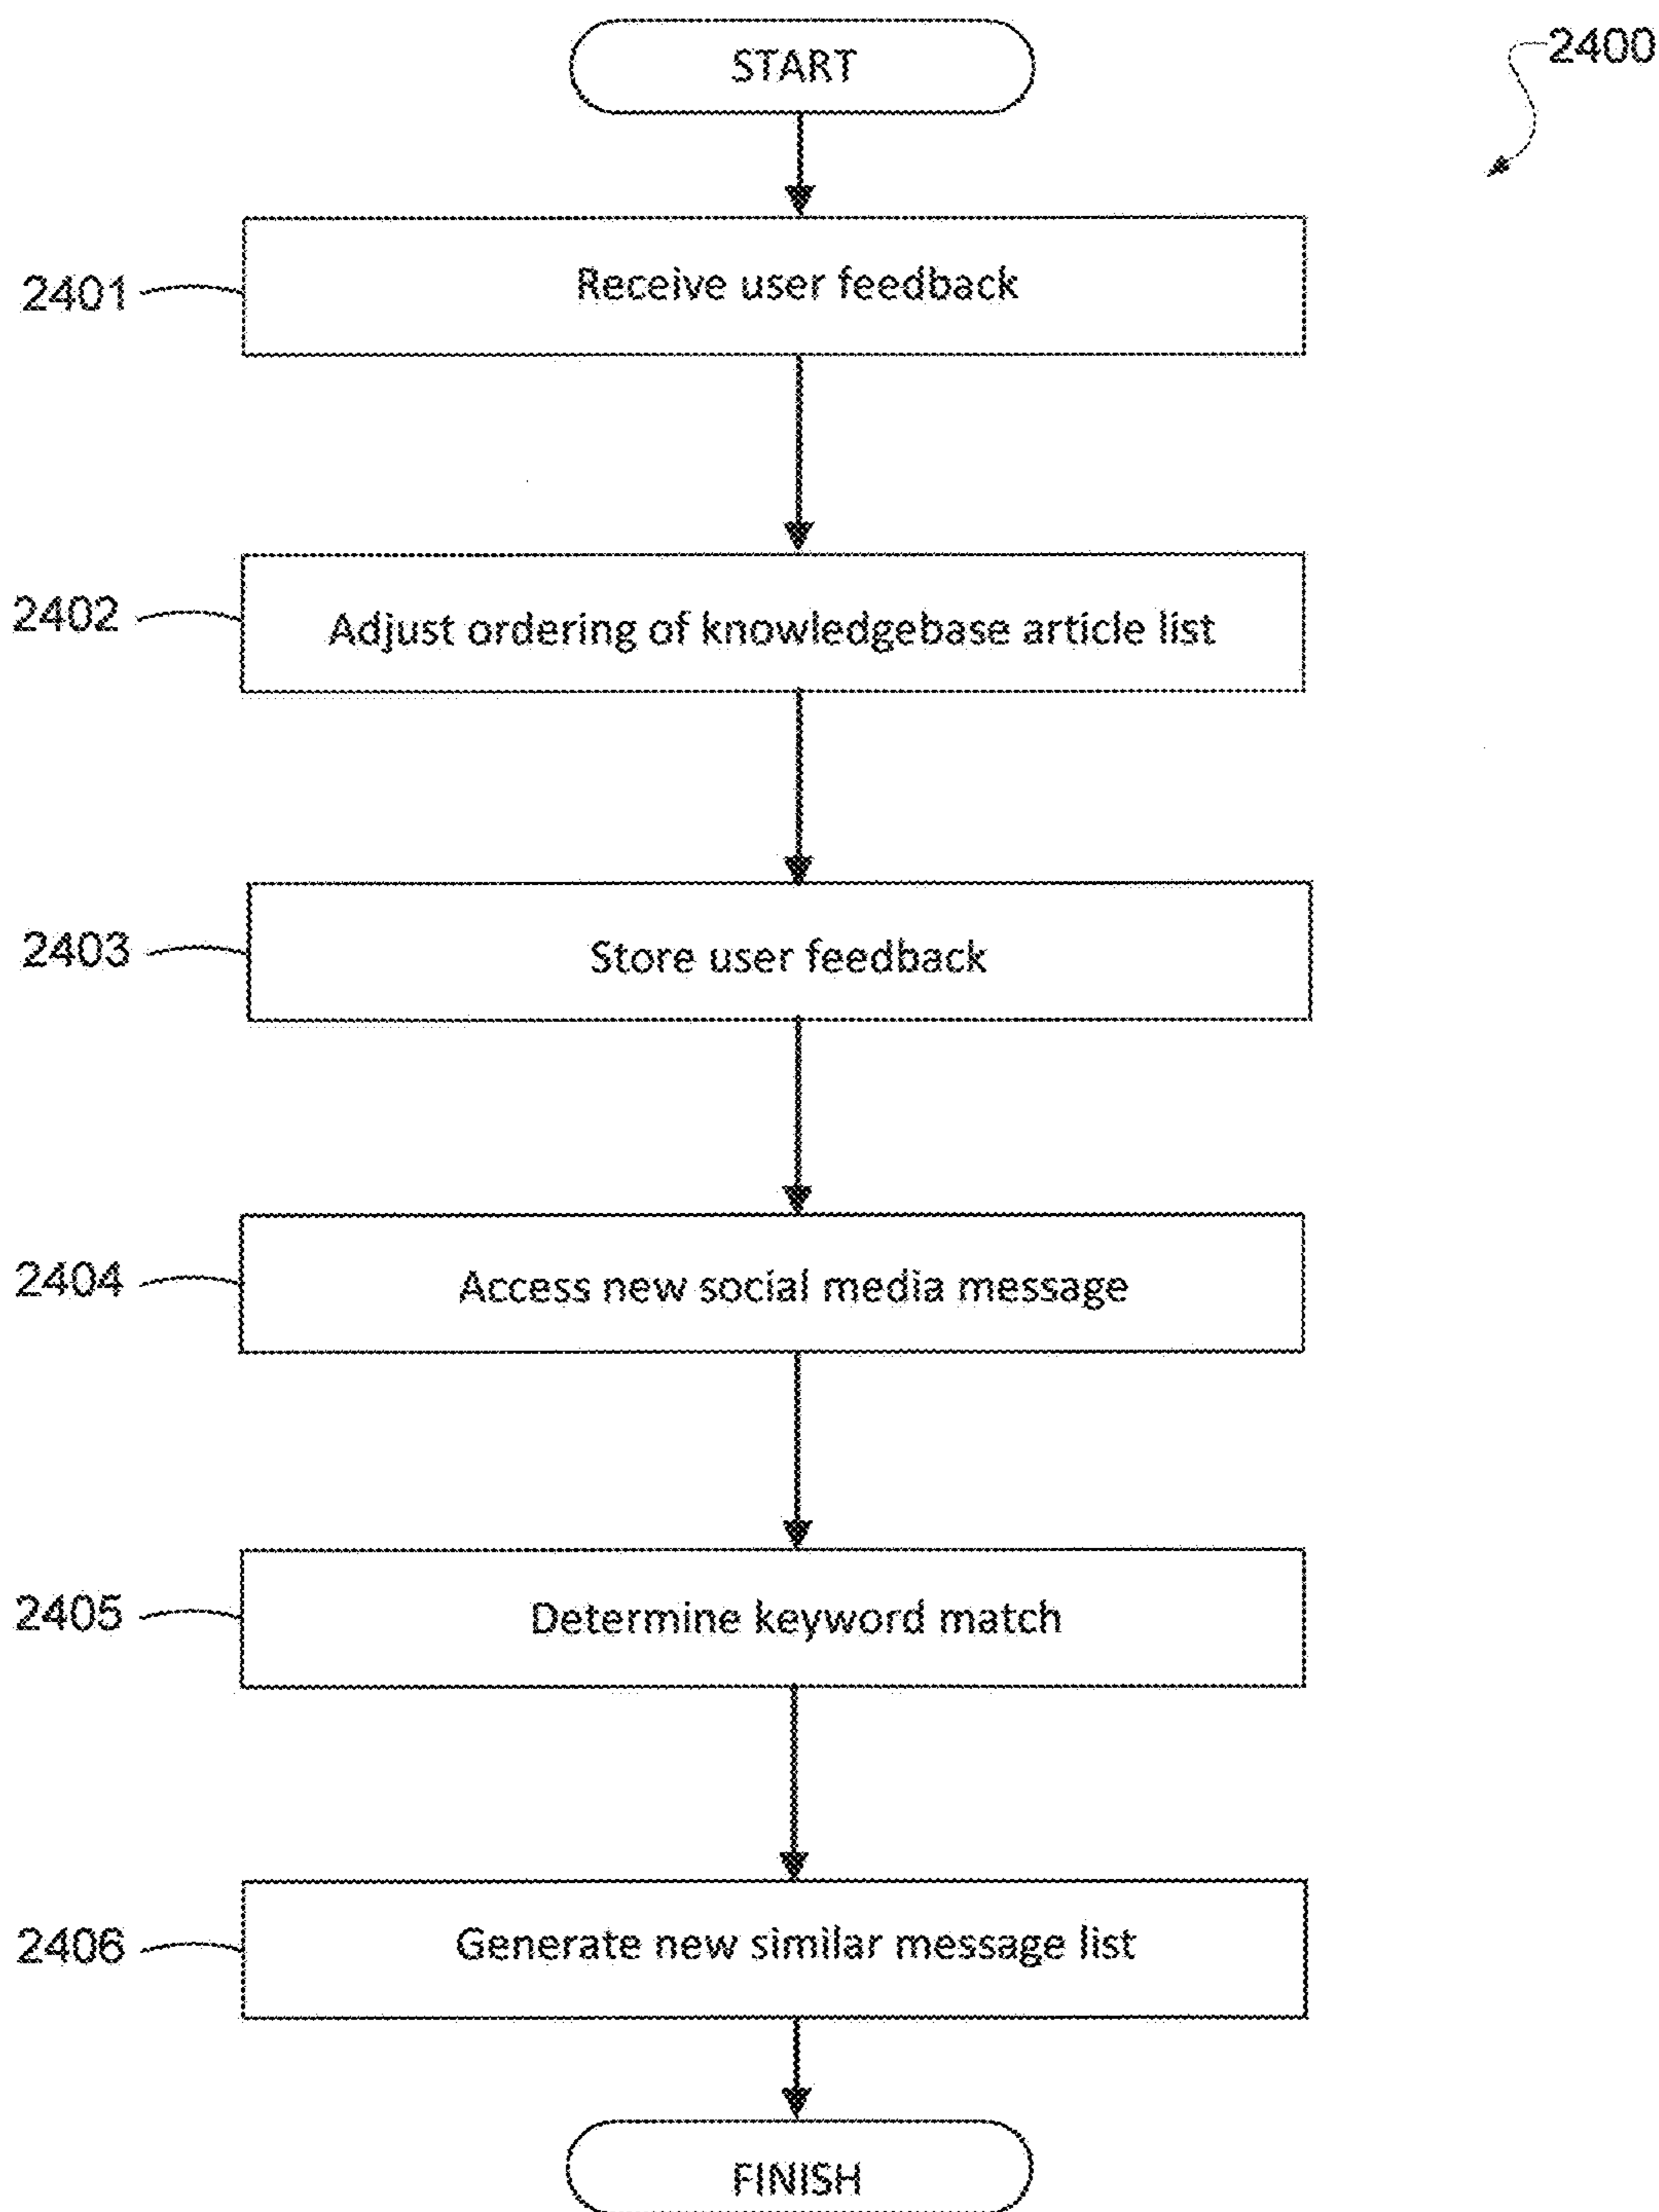 START
2400
2401
Receive user feedback
2402
Adjust ordering of knowledgebase article list
2403
Store user feedback
2404
Access new social media message
2405
Determine keyword match
2406
Generate new similar message list
FINISH